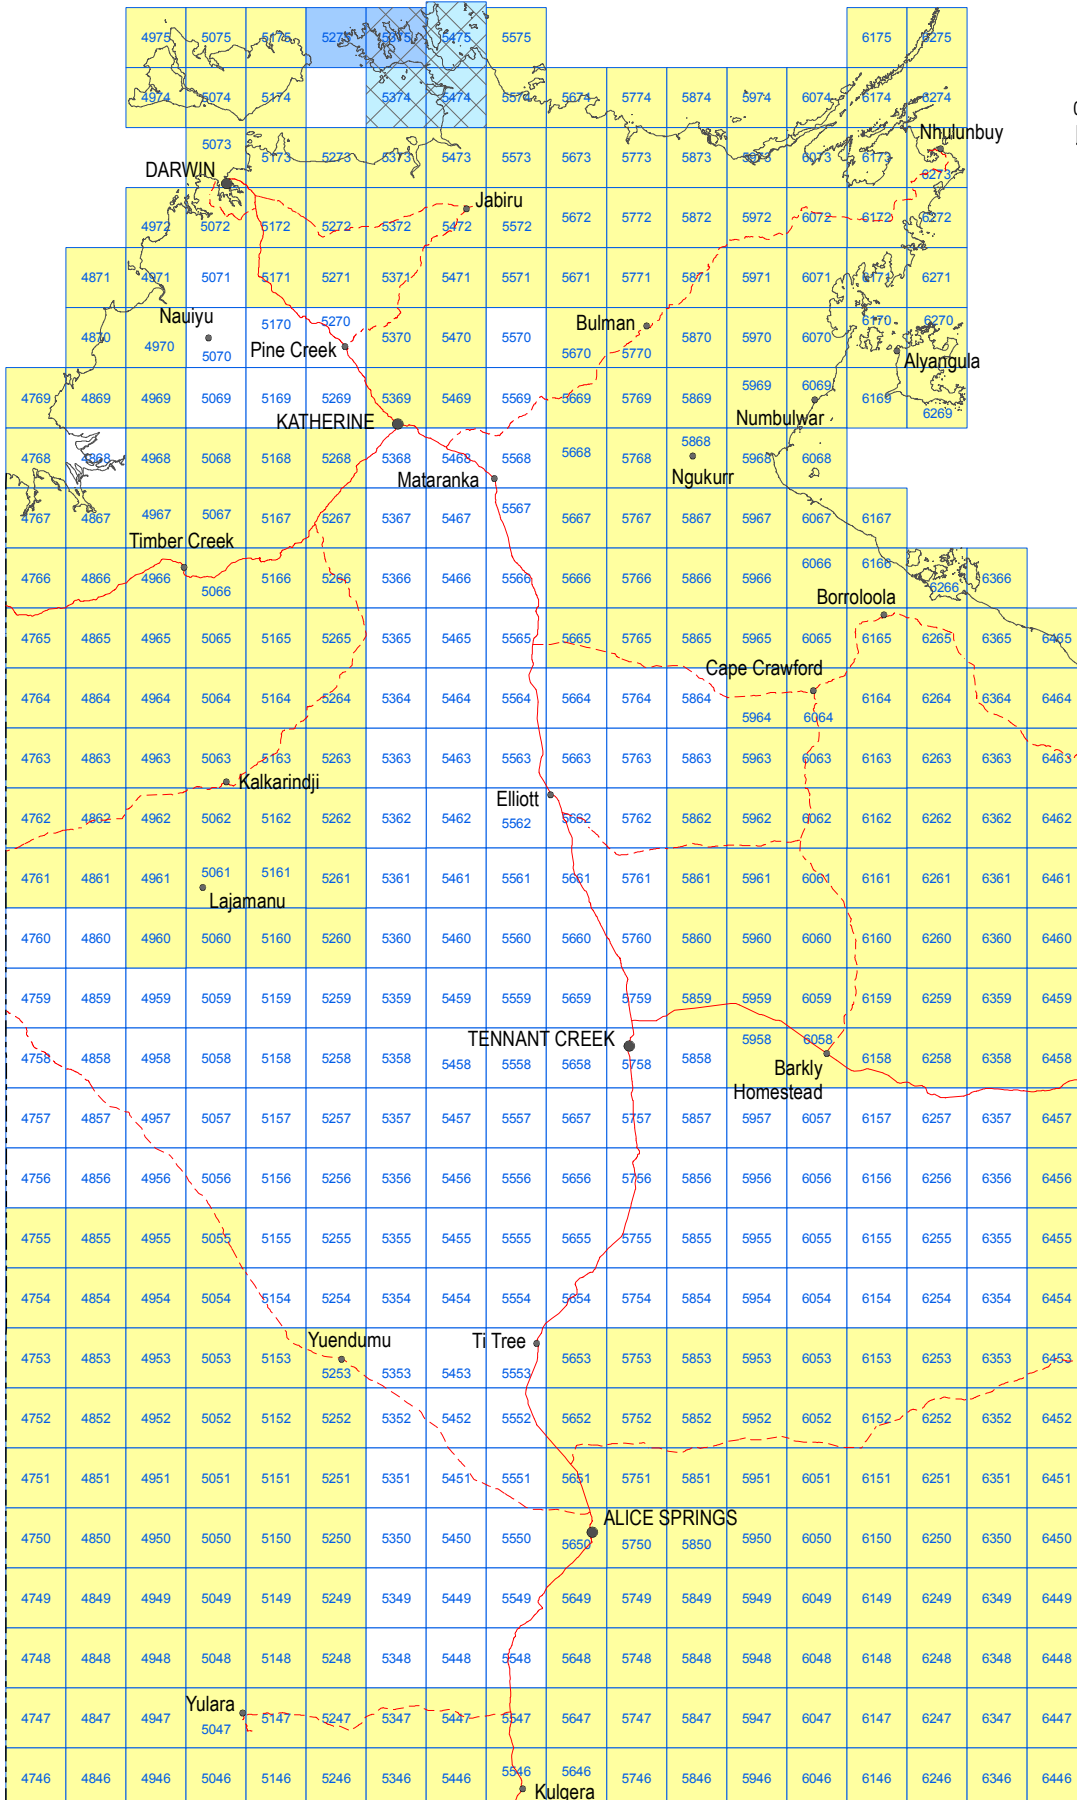 4975 5075 5175 5275 5375 5475 5575 6175 6275
4974 5074 5174 5374 5474 5574 5674 5774 5874 5974 6074 6174 6274
5073 5173 5273 5373 5473 5573 5673 5773 5873 5973 6073 6173 Nhulunbuy
6273
DARWIN
Jabiru
4972 5072 5172 5272 5372 5472 5572 5672 5772 5872 5972 6072 6172 6272
4871 4971 5071 5171 5271 5371 5471 5571 5671 5771 5871 5971 6071 6171 6271
Nauiyu 5170 5270 Bulman 6170 6270
4870 4970 5070 Pine Creek 5370 5470 5570 5670 5770 5870 5970 6070 Alyangula
4769 4869 4969 5069 5169 5269 5369 5469 5569 5669 5769 5869 5969 6069 6169 6269
KATHERINE Numbulwar
4768 4868 4968 5068 5168 5268 5368 5468 5568 5668 5768 5868 5968 6068
Mataranka Ngukurr
4767 4867 4967 5067 5167 5267 5367 5467 5567 5667 5767 5867 5967 6067 6167
Timber Creek
4766 4866 4966 5066 5166 5266 5366 5466 5566 5666 5766 5866 5966 6066 6166 6266 6366
Borroloola
4765 4865 4965 5065 5165 5265 5365 5465 5565 5665 5765 5865 5965 6065 6165 6265 6365 6465
Cape Crawford
4764 4864 4964 5064 5164 5264 5364 5464 5564 5664 5764 5864 5964 6064 6164 6264 6364 6464
4763 4863 4963 5063 5163 5263 5363 5463 5563 5663 5763 5863 5963 6063 6163 6263 6363 6463
Kalkarindji
Elliott
4762 4862 4962 5062 5162 5262 5362 5462 5562 5662 5762 5862 5962 6062 6162 6262 6362 6462
4761 4861 4961 5061 5161 5261 5361 5461 5561 5661 5761 5861 5961 6061 6161 6261 6361 6461
Lajamanu
4760 4860 4960 5060 5160 5260 5360 5460 5560 5660 5760 5860 5960 6060 6160 6260 6360 6460
4759 4859 4959 5059 5159 5259 5359 5459 5559 5659 5759 5859 5959 6059 6159 6259 6359 6459
TENNANT CREEK
4758 4858 4958 5058 5158 5258 5358 5458 5558 5658 5758 5858 5958 6058 6158 6258 6358 6458
Barkly
Homestead
4757 4857 4957 5057 5157 5257 5357 5457 5557 5657 5757 5857 5957 6057 6157 6257 6357 6457
4756 4856 4956 5056 5156 5256 5356 5456 5556 5656 5756 5856 5956 6056 6156 6256 6356 6456
4755 4855 4955 5055 5155 5255 5355 5455 5555 5655 5755 5855 5955 6055 6155 6255 6355 6455
4754 4854 4954 5054 5154 5254 5354 5454 5554 5654 5754 5854 5954 6054 6154 6254 6354 6454
Yuendumu Ti Tree
4753 4853 4953 5053 5153 5253 5353 5453 5553 5653 5753 5853 5953 6053 6153 6253 6353 6453
4752 4852 4952 5052 5152 5252 5352 5452 5552 5652 5752 5852 5952 6052 6152 6252 6352 6452
4751 4851 4951 5051 5151 5251 5351 5451 5551 5651 5751 5851 5951 6051 6151 6251 6351 6451
ALICE SPRINGS
4750 4850 4950 5050 5150 5250 5350 5450 5550 5650 5750 5850 5950 6050 6150 6250 6350 6450
4749 4849 4949 5049 5149 5249 5349 5449 5549 5649 5749 5849 5949 6049 6149 6249 6349 6449
4748 4848 4948 5048 5148 5248 5348 5448 5548 5648 5748 5848 5948 6048 6148 6248 6348 6448
Yulara
4747 4847 4947 5047 5147 5247 5347 5447 5547 5647 5747 5847 5947 6047 6147 6247 6347 6447
4746 4846 4946 5046 5146 5246 5346 5446 5546 5646 5746 5846 5946 6046 6146 6246 6346 6446
Kulgera